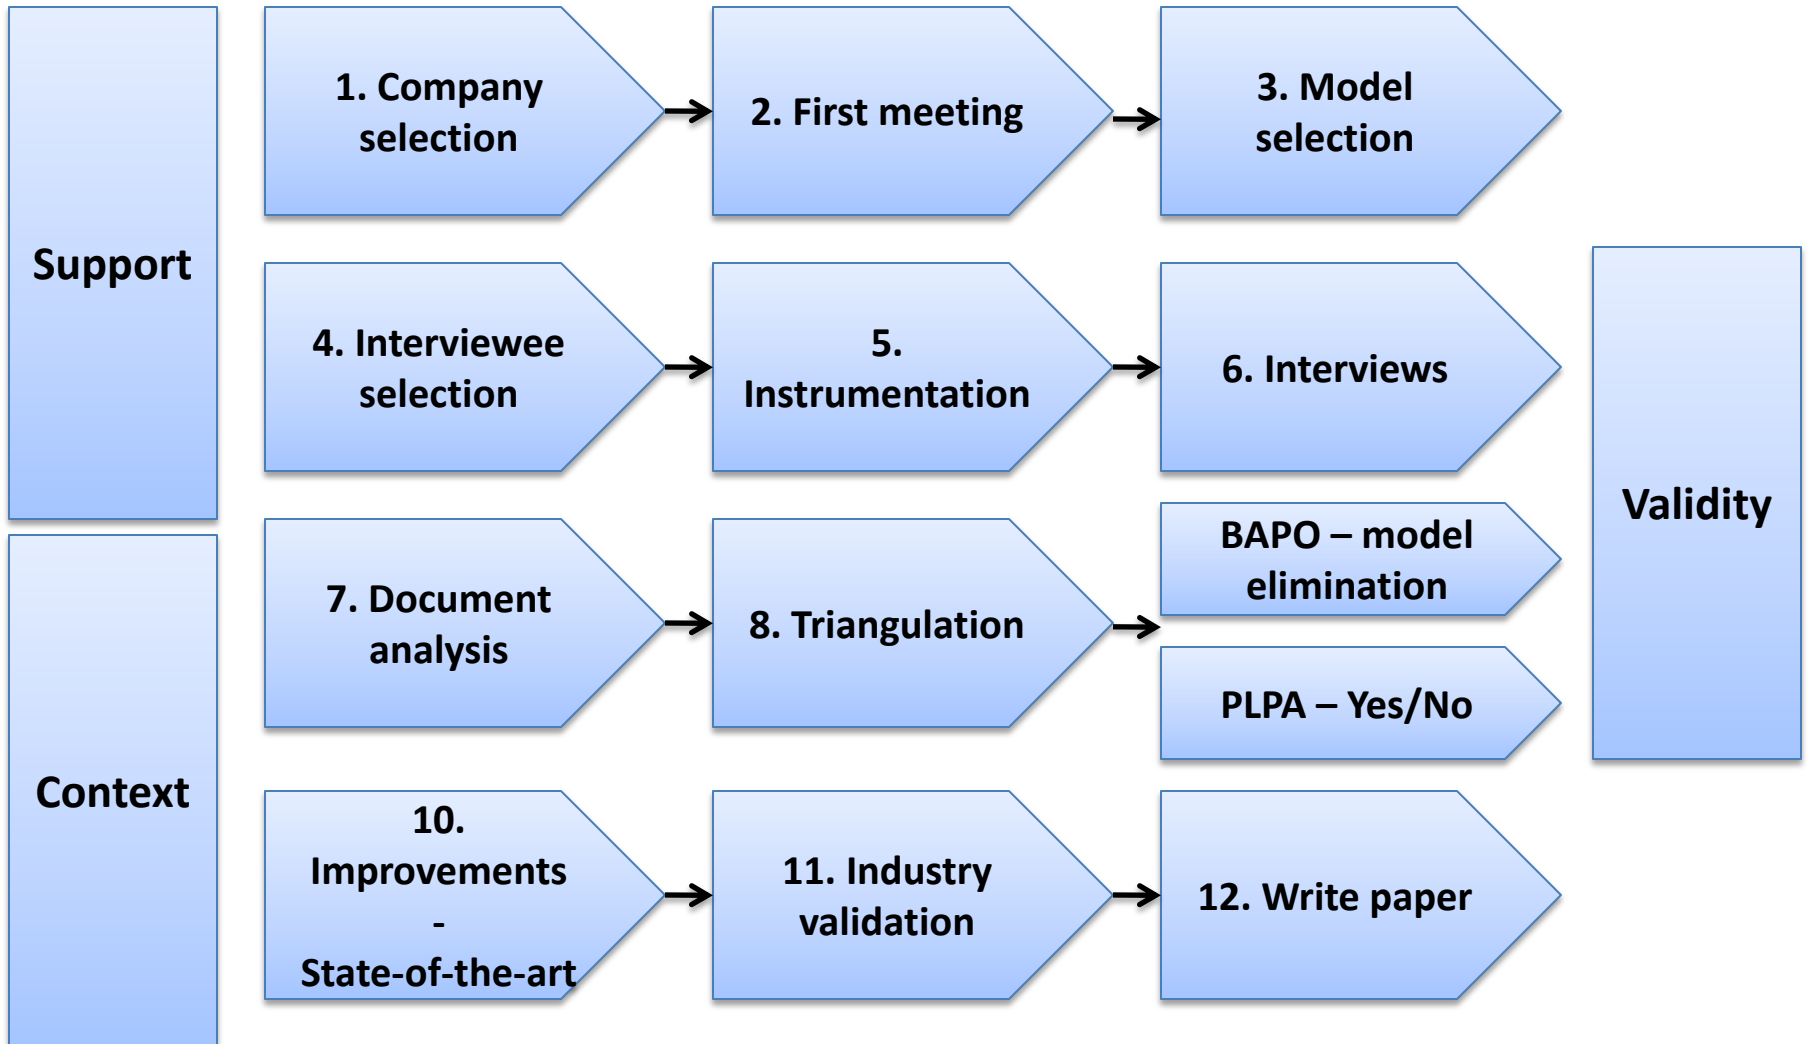 Support
1. Company
selection
2. First meeting
3. Model
selection
4. Interviewee
selection
5.
Instrumentation
6. Interviews
Validity
Context
7. Document
analysis
8. Triangulation
BAPO – model
elimination
PLPA – Yes/No
10.
Improvements
-
State-of-the-art
11. Industry
validation
12. Write paper